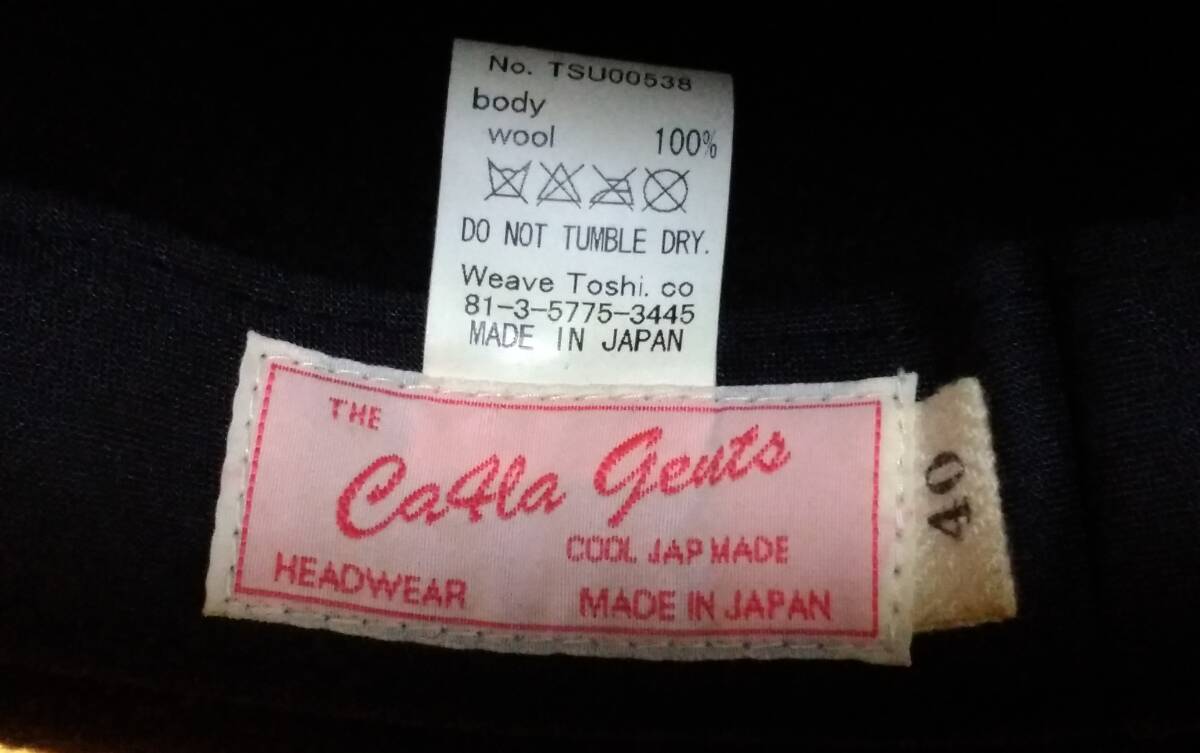 No. TSU00538
body
wool 100%
DO NOT TUMBLE DRY.
Weave Toshi. co
81-3-5775-3445
MADE IN JAPAN
THE
Ca4la Gents
COOL JAP MADE
HEADWEAR
MADE IN JAPAN
40